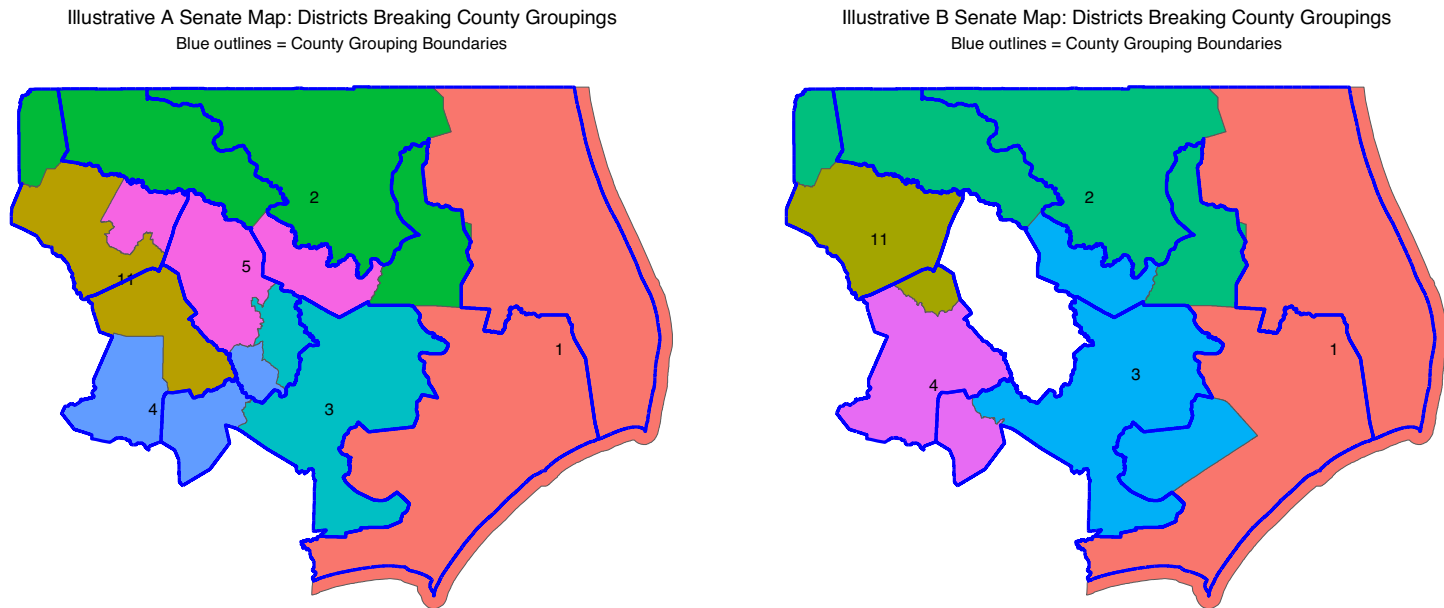 Illustrative A Senate Map: Districts Breaking County Groupings
Blue outlines = County Grouping Boundaries
2
5
11
1
4
3
Illustrative B Senate Map: Districts Breaking County Groupings
Blue outlines = County Grouping Boundaries
2
11
1
3
4